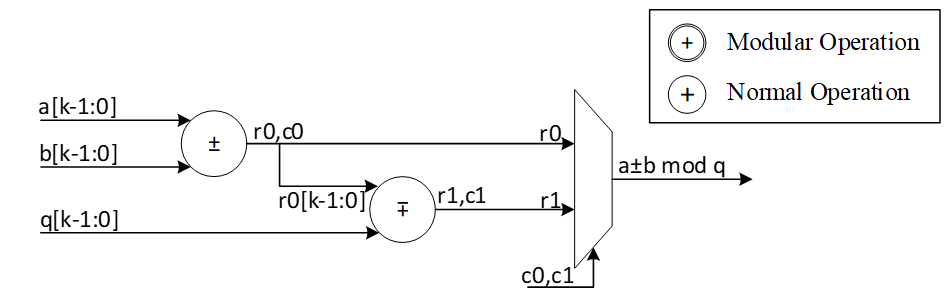 + Modular Operation
+ Normal Operation
a[k-1:0]
b[k-1:0]
±
r0,c0
r0
r0[k-1:0]
∓
r1,c1
r1
a±b mod q
q[k-1:0]
c0,c1